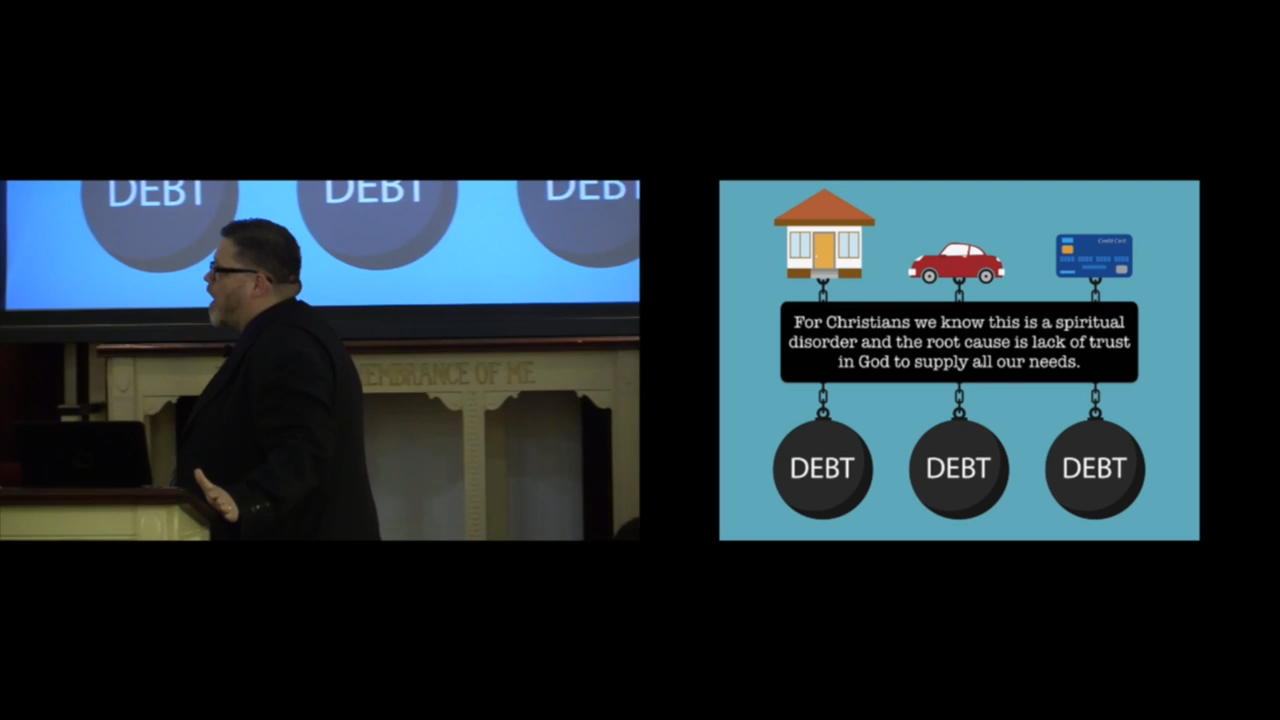 DEBT DEBT DEBT
EMBRANCE OF ME
Credit Card
For Christians we know this is a spiritual
disorder and the root cause is lack of trust
in God to supply all our needs.
DEBT DEBT DEBT